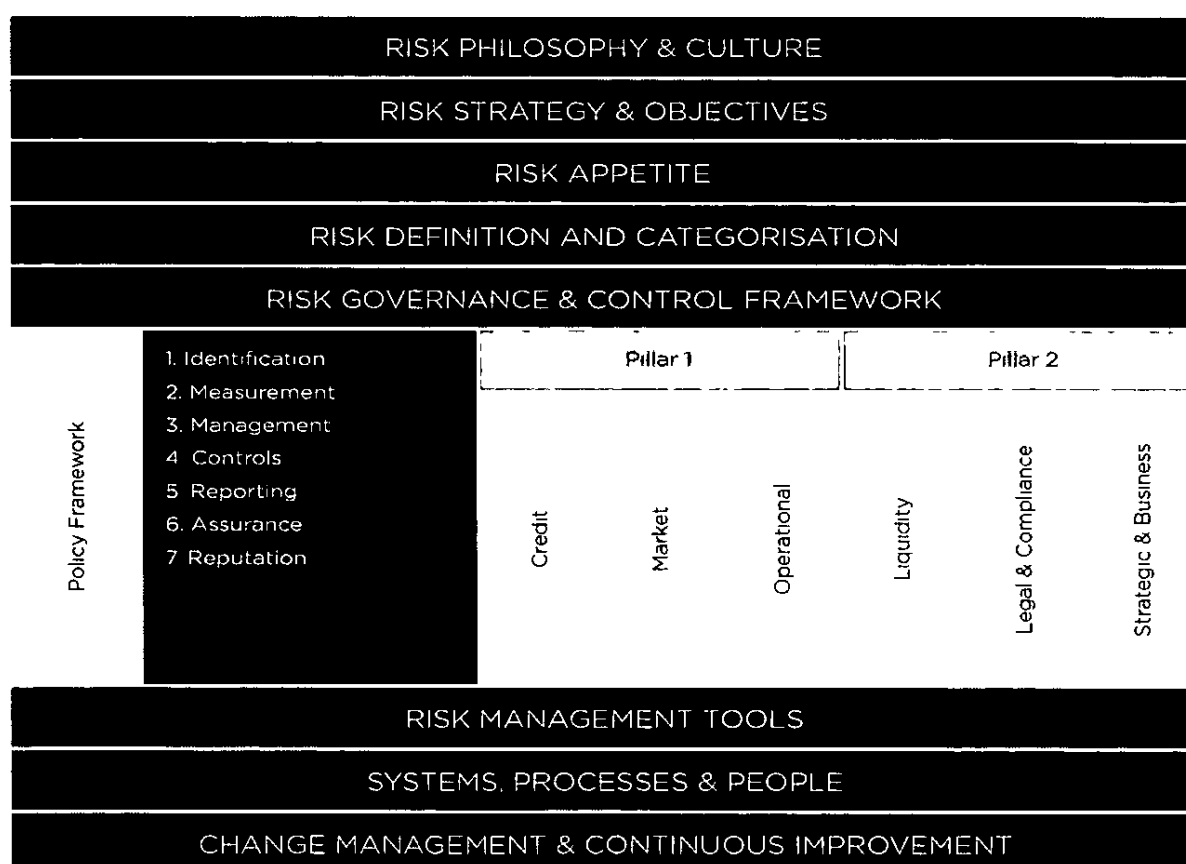 RISK PHILOSOPHY & CULTURE
RISK STRATEGY & OBJECTIVES
RISK APPETITE
RISK DEFINITION AND CATEGORISATION
RISK GOVERNANCE & CONTROL FRAMEWORK
Policy Framework
1. Identification
2. Measurement
3. Management
4 Controls
5 Reporting
6. Assurance
7 Reputation
Pillar 1
Pillar 2
Credit
Market
Operational
Liquidity
Legal & Compliance
Strategic & Business
RISK MANAGEMENT TOOLS
SYSTEMS, PROCESSES & PEOPLE
CHANGE MANAGEMENT & CONTINUOUS IMPROVEMENT